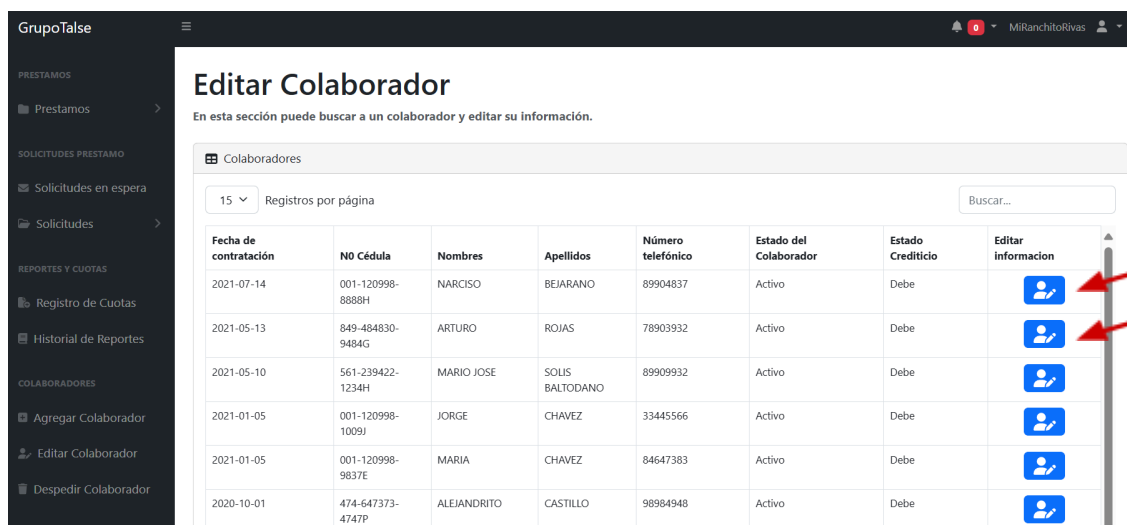 GrupoTalse
0
MiRanchitoRivas
PRESTAMOS
Prestamos
SOLICITUDES PRESTAMO
Solicitudes en espera
Solicitudes
REPORTES Y CUOTAS
Registro de Cuotas
Historial de Reportes
COLABORADORES
Agregar Colaborador
Editar Colaborador
Despedir Colaborador
Editar Colaborador
En esta sección puede buscar a un colaborador y editar su información.
Colaboradores
15 Registros por página
Buscar...
Fecha de contratación N0 Cédula Nombres Apellidos Número telefónico Estado del Colaborador Estado Crediticio Editar informacion
2021-07-14 001-120998-8888H NARCISO BEJARANO 89904837 Activo Debe
2021-05-13 849-484830-9484G ARTURO ROJAS 78903932 Activo Debe
2021-05-10 561-239422-1234H MARIO JOSE SOLIS BALTODANO 89909932 Activo Debe
2021-01-05 001-120998-1009J JORGE CHAVEZ 33445566 Activo Debe
2021-01-05 001-120998-9837E MARIA CHAVEZ 84647383 Activo Debe
2020-10-01 474-647373-4747P ALEJANDRITO CASTILLO 98984948 Activo Debe